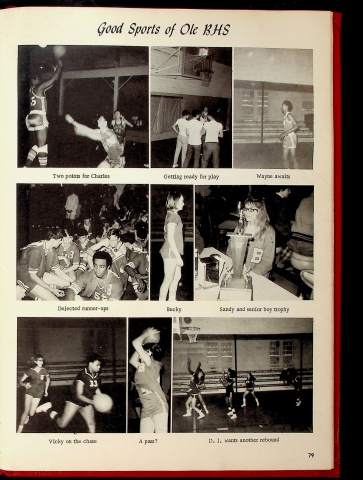 Good Sports of Ole BHS
Two points for Charles
Getting ready for play
Wayne awaits
Dejected runner-ups
Becky
Sandy and senior boy trophy
33
Vicky on the chase
A pass?
D. J. wants another rebound
79